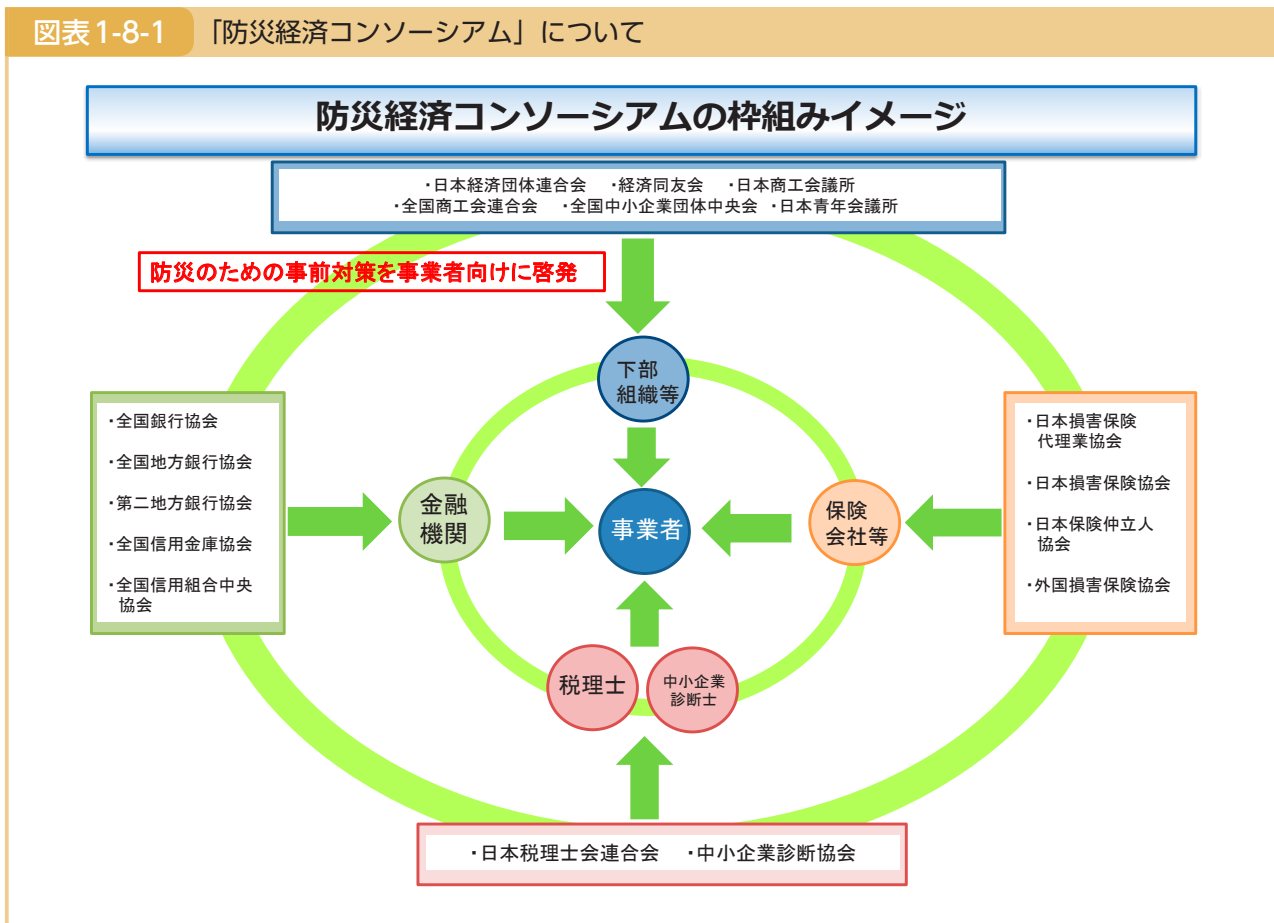 図表1-8-1 「防災経済コンソーシアム」について
防災経済コンソーシアムの枠組みイメージ
・日本経済団体連合会 ・経済同友会 ・日本商工会議所
・全国商工会連合会 ・全国中小企業団体中央会 ・日本青年会議所
防災のための事前対策を事業者向けに啓発
下部
組織等
・全国銀行協会
・全国地方銀行協会
・第二地方銀行協会
・全国信用金庫協会
・全国信用組合中央
協会
金融
機関
事業者
保険
会社等
・日本損害保険
代理業協会
・日本損害保険協会
・日本保険仲立人
協会
・外国損害保険協会
税理士
中小企業
診断士
・日本税理士会連合会 ・中小企業診断協会